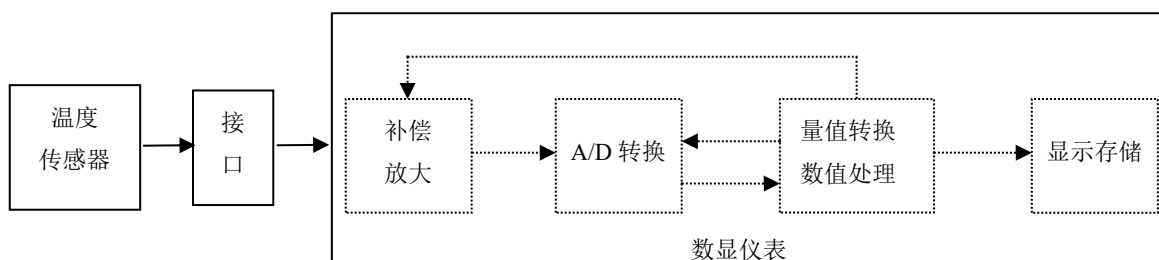 温度
传感器
接
口
补偿
放大
A/D 转换
量值转换
数值处理
显示存储
数显仪表